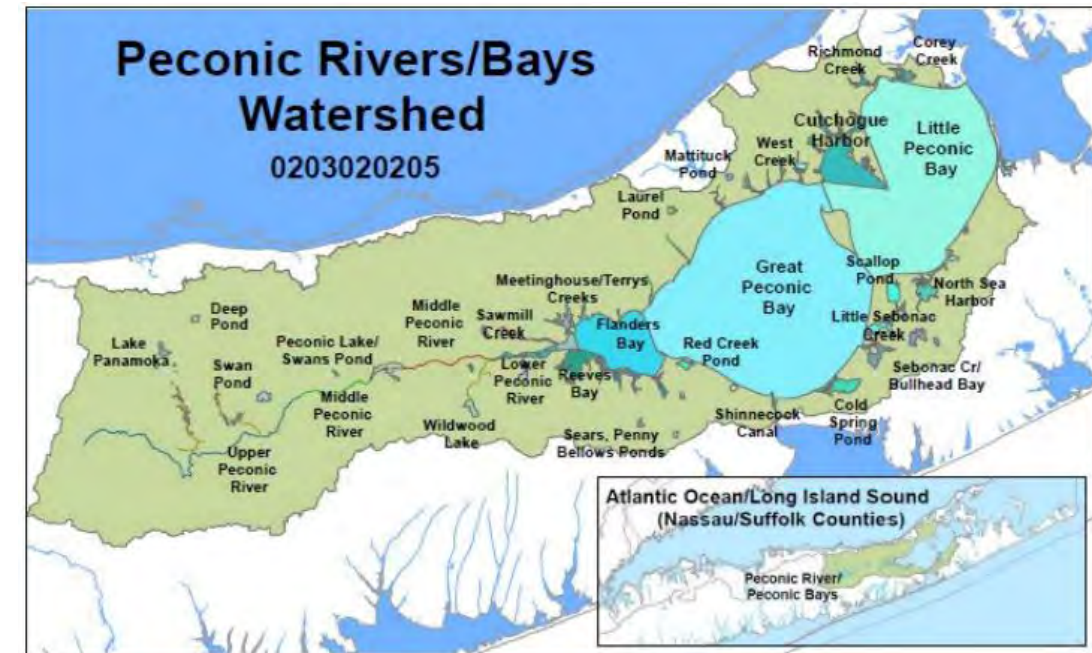 Peconic Rivers/Bays
Watershed
0203020205
Richmond
Creek
Corey
Creek
Cutchogue
Harbor
Little
Peconic
Bay
West
Creek
Mattituck
Pond
Laurel
Pond
Great
Peconic
Bay
Scallop
Pond
North Sea
Harbor
Meetinghouse/Terrys
Creeks
Middle
Peconic
River
Sawmill
Creek
Flanders
Bay
Little Sebonac
Creek
Deep
Pond
Lake
Panamoka
Swan
Pond
Peconic Lake/
Swans Pond
Red Creek
Pond
Lower
Peconic
River
Reeves
Bay
Sebonac Cr/
Bullhead Bay
Middle
Peconic
River
Wildwood
Lake
Shinnecock
Canal
Cold
Spring
Pond
Sears, Penny
Bellows Ponds
Upper
Peconic
River
Atlantic Ocean/Long Island Sound
(Nassau/Suffolk Counties)
Peconic River/
Peconic Bays